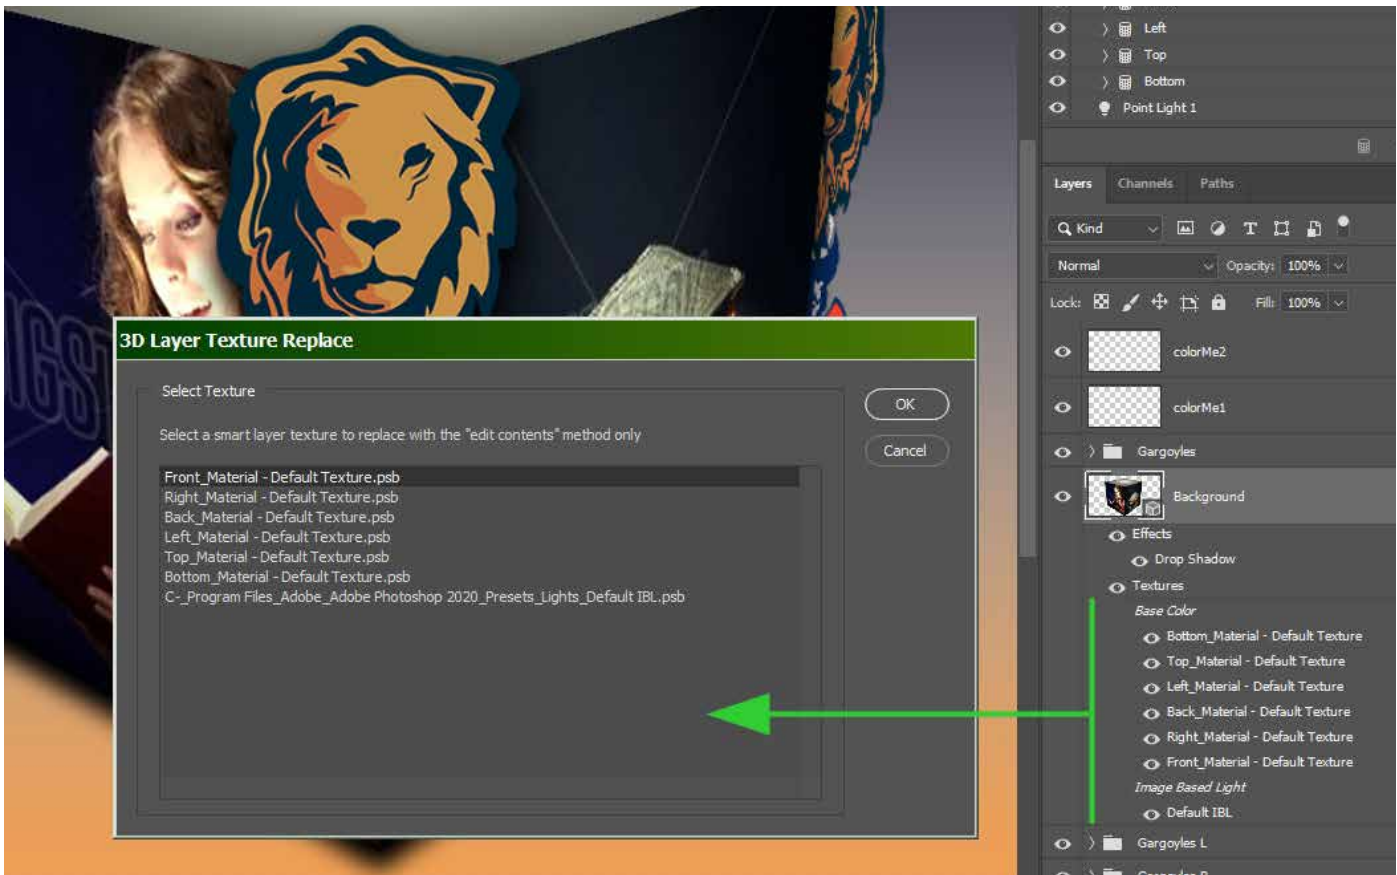 Left
Top
Bottom
Point Light 1
Layers Channels Paths
Kind
Normal Opacity: 100%
Lock: Fill: 100%
colorMe2
colorMe1
Gargoyles
Background
Effects
Drop Shadow
Textures
Base Color
Bottom_Material - Default Texture
Top_Material - Default Texture
Left_Material - Default Texture
Back_Material - Default Texture
Right_Material - Default Texture
Front_Material - Default Texture
Image Based Light
Default IBL
Gargoyles L
3D Layer Texture Replace
Select Texture
Select a smart layer texture to replace with the "edit contents" method only
Front_Material - Default Texture.psb
Right_Material - Default Texture.psb
Back_Material - Default Texture.psb
Left_Material - Default Texture.psb
Top_Material - Default Texture.psb
Bottom_Material - Default Texture.psb
C-_Program Files_Adobe_Adobe Photoshop 2020_Presets_Lights_Default IBL.psb
OK
Cancel